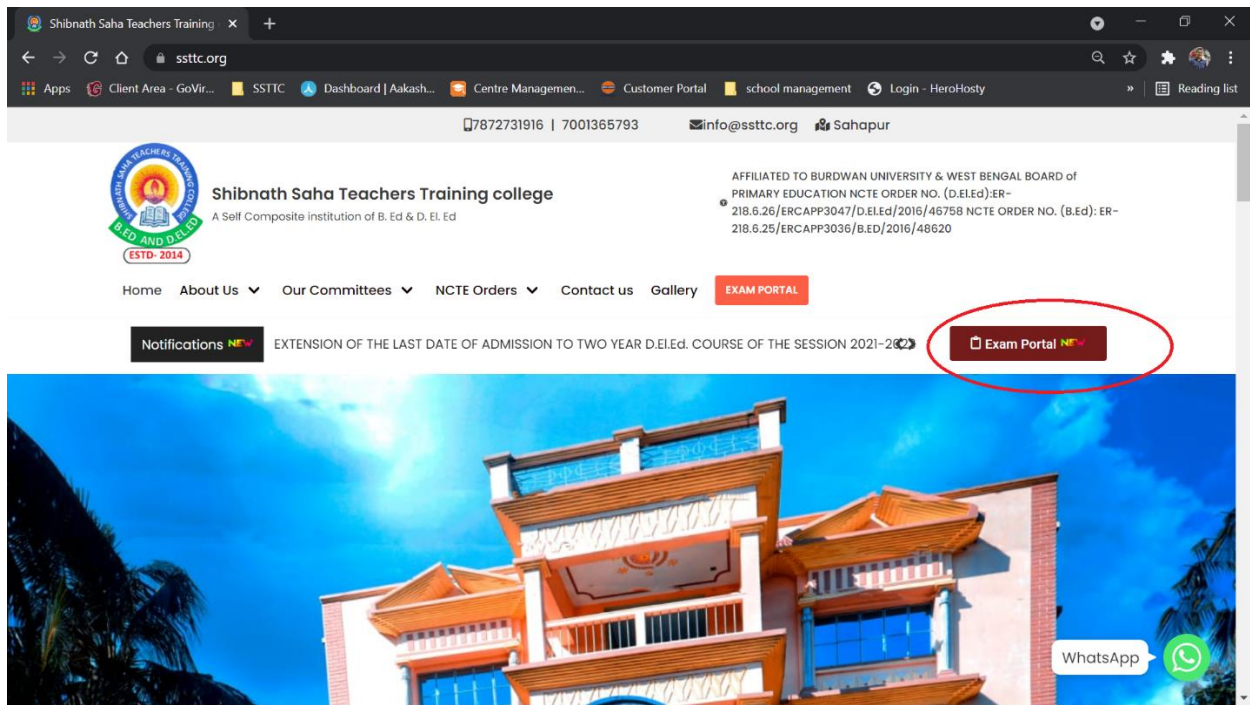 Shibnath Saha Teachers Training
ssttc.org
Apps Client Area - GoVir... SSTTC Dashboard | Aakash... Centre Managemen... Customer Portal school management Login - HeroHosty » Reading list
7872731916 | 7001365793 info@ssttc.org Sahapur
SHIBNATH SAHA TEACHERS TRAINING COLLEGE
B.ED AND D.EL.ED
ESTD- 2014
Shibnath Saha Teachers Training college
A Self Composite institution of B. Ed & D. El. Ed
AFFILIATED TO BURDWAN UNIVERSITY & WEST BENGAL BOARD of
PRIMARY EDUCATION NCTE ORDER NO. (D.El.Ed):ER-
218.6.26/ERCAPP3047/D.El.Ed/2016/46758 NCTE ORDER NO. (B.Ed): ER-
218.6.25/ERCAPP3036/B.ED/2016/48620
Home About Us Our Committees NCTE Orders Contact us Gallery EXAM PORTAL
Notifications NEW EXTENSION OF THE LAST DATE OF ADMISSION TO TWO YEAR D.El.Ed. COURSE OF THE SESSION 2021-2023 Exam Portal NEW
WhatsApp